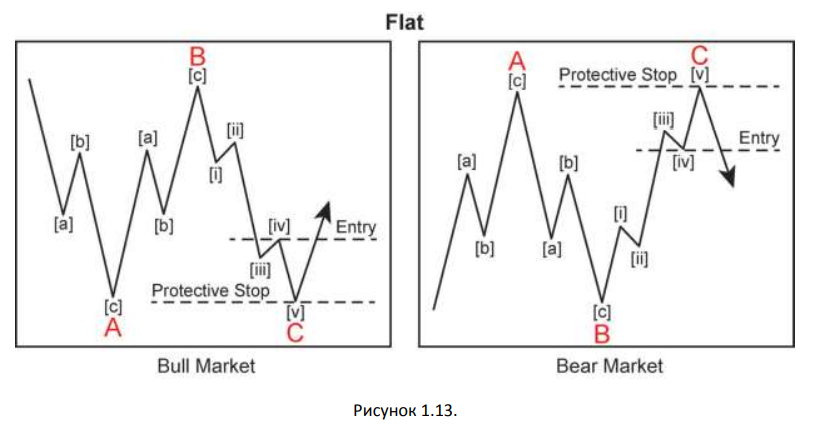 Flat
B
[c]
[b]
[a]
[ii]
[i]
[a]
[b]
[iv]
Entry
[iii]
Protective Stop
[c]
[v]
A
C
Bull Market
A
[c]
C
Protective Stop
[v]
[iii]
Entry
[a]
[b]
[iv]
[i]
[b]
[a]
[ii]
[c]
B
Bear Market
Рисунок 1.13.